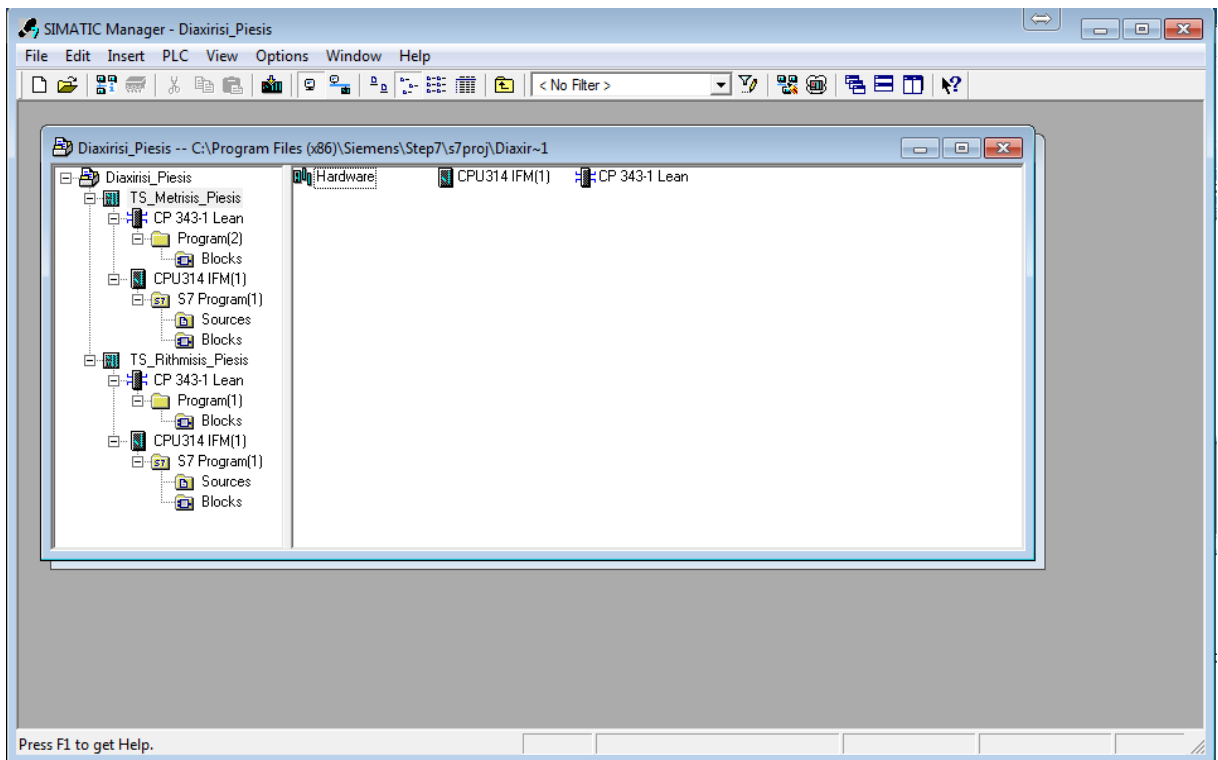 SIMATIC Manager - Diaxirisi_Piesis
File Edit Insert PLC View Options Window Help
< No Filter >
Diaxirisi_Piesis -- C:\Program Files (x86)\Siemens\Step7\s7proj\Diaxir~1
Diaxirisi_Piesis
TS_Metrisis_Piesis
CP 343-1 Lean
Program(2)
Blocks
CPU314 IFM(1)
S7 Program(1)
Sources
Blocks
TS_Rithmisis_Piesis
CP 343-1 Lean
Program(1)
Blocks
CPU314 IFM(1)
S7 Program(1)
Sources
Blocks
Hardware CPU314 IFM(1) CP 343-1 Lean
Press F1 to get Help.